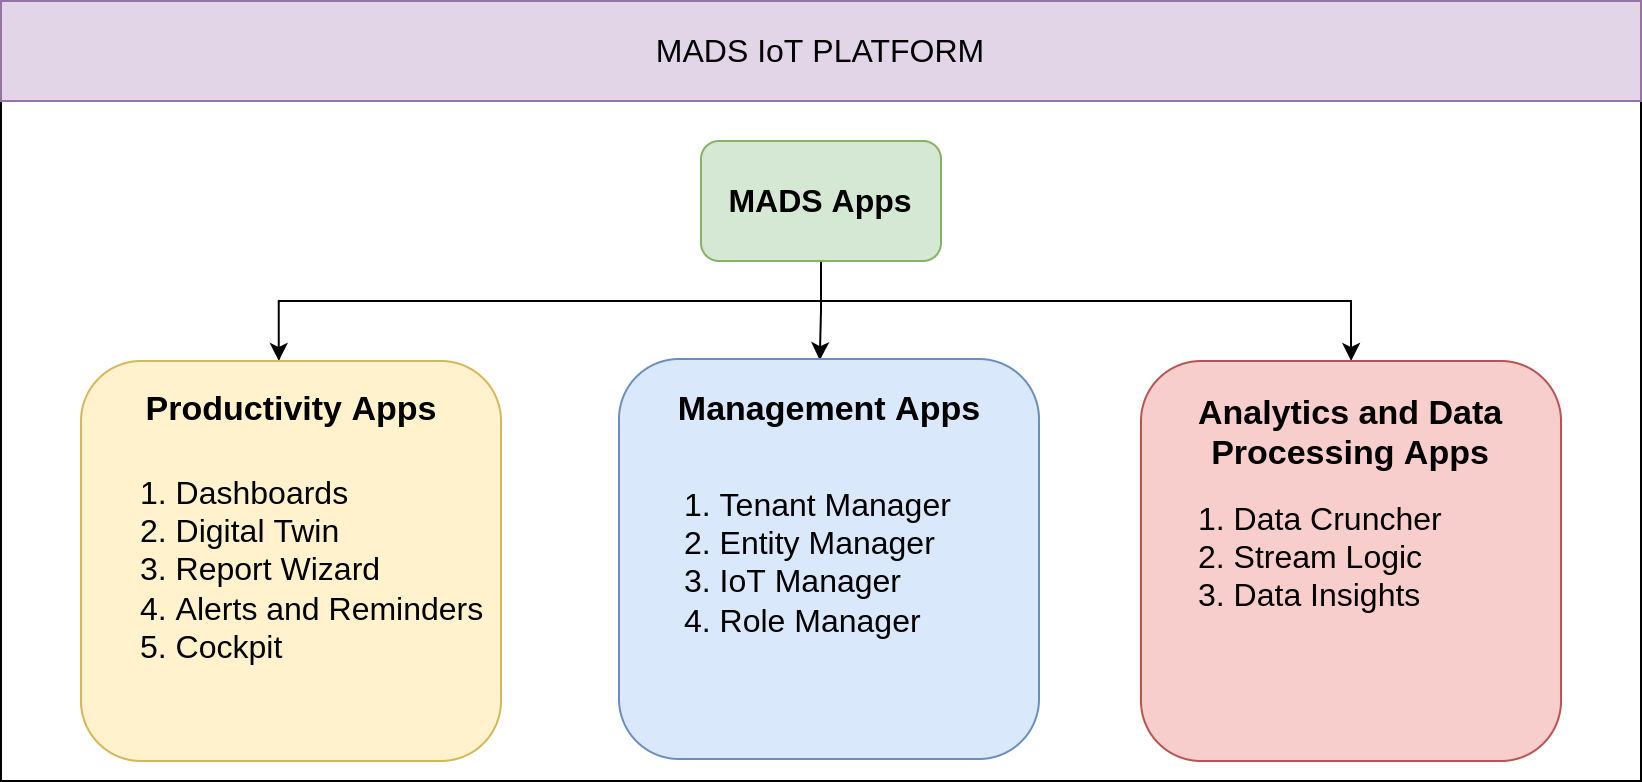 MADS IoT PLATFORM
MADS Apps
Productivity Apps
1. Dashboards
2. Digital Twin
3. Report Wizard
4. Alerts and Reminders
5. Cockpit
Management Apps
1. Tenant Manager
2. Entity Manager
3. IoT Manager
4. Role Manager
Analytics and Data
Processing Apps
1. Data Cruncher
2. Stream Logic
3. Data Insights